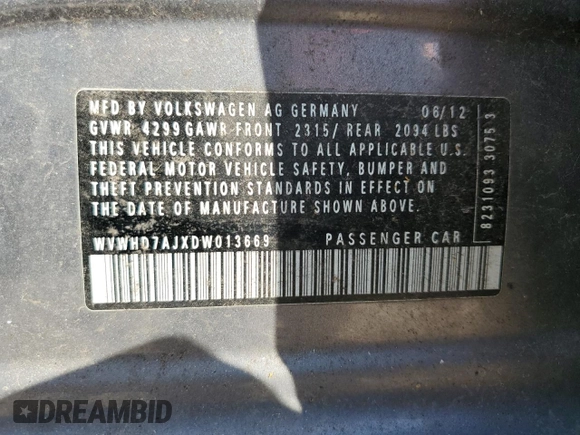 MFD BY VOLKSWAGEN AG GERMANY 06/12
GVWR 4299 GAWR FRONT 2315/ REAR 2094 LBS
THIS VEHICLE CONFORMS TO ALL APPLICABLE U.S.
FEDERAL MOTOR VEHICLE SAFETY, BUMPER AND
THEFT PREVENTION STANDARDS IN EFFECT ON
THE DATE OF MANUFACTURE SHOWN ABOVE.
WVWHD7AJXDW013669 PASSENGER CAR
8231093 3075 3
DREAMBID